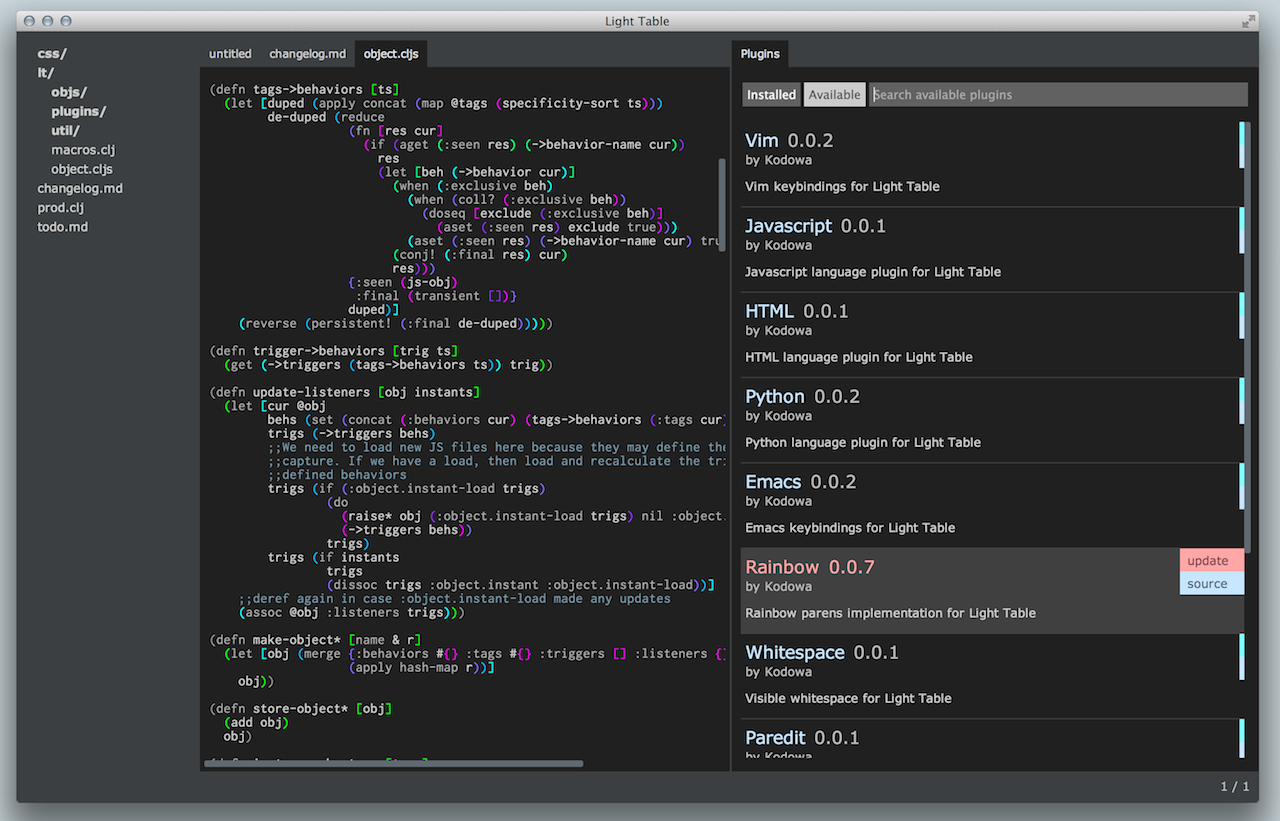 Light Table
css/
lt/
objs/
plugins/
util/
macros.clj
object.cljs
changelog.md
prod.clj
todo.md
untitled changelog.md object.cljs
(defn tags->behaviors [ts]
(let [duped (apply concat (map @tags (specificity-sort ts)))
de-duped (reduce
(fn [res cur]
(if (aget (:seen res) (->behavior-name cur))
res
(let [beh (->behavior cur)]
(when (:exclusive beh)
(when (coll? (:exclusive beh))
(doseq [exclude (:exclusive beh)]
(aset (:seen res) exclude true)))
(aset (:seen res) (->behavior-name cur) tru
(conj! (:final res) cur)
res)))
{:seen (js-obj)
:final (transient [])}
duped)]
(reverse (persistent! (:final de-duped)))))
(defn trigger->behaviors [trig ts]
(get (->triggers (tags->behaviors ts)) trig))
(defn update-listeners [obj instants]
(let [cur @obj
behs (set (concat (:behaviors cur) (tags->behaviors (:tags cur)
trigs (->triggers behs)
;;We need to load new JS files here because they may define the
;;capture. If we have a load, then load and recalculate the tri
;;defined behaviors
trigs (if (:object.instant-load trigs)
(do
(raise* obj (:object.instant-load trigs) nil :object.
(->triggers behs))
trigs)
trigs (if instants
trigs
(dissoc trigs :object.instant :object.instant-load))]
;;deref again in case :object.instant-load made any updates
(assoc @obj :listeners trigs)))
(defn make-object* [name & r]
(let [obj (merge {:behaviors #{} :tags #{} :triggers [] :listeners {}
(apply hash-map r))]
obj))
(defn store-object* [obj]
(add obj)
obj)
Plugins
Installed Available Search available plugins
Vim 0.0.2
by Kodowa
Vim keybindings for Light Table
Javascript 0.0.1
by Kodowa
Javascript language plugin for Light Table
HTML 0.0.1
by Kodowa
HTML language plugin for Light Table
Python 0.0.2
by Kodowa
Python language plugin for Light Table
Emacs 0.0.2
by Kodowa
Emacs keybindings for Light Table
Rainbow 0.0.7 update
by Kodowa source
Rainbow parens implementation for Light Table
Whitespace 0.0.1
by Kodowa
Visible whitespace for Light Table
Paredit 0.0.1
by Kodowa
1 / 1